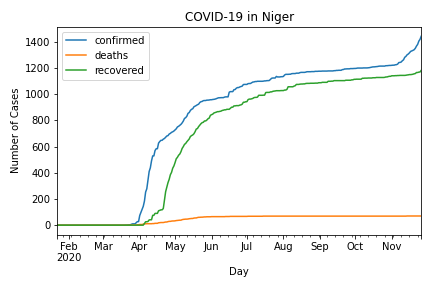 COVID-19 in Niger
confirmed
deaths
recovered
Number of Cases
1400
1200
1000
800
600
400
200
0
Feb Mar Apr May Jun Jul Aug Sep Oct Nov
2020
Day